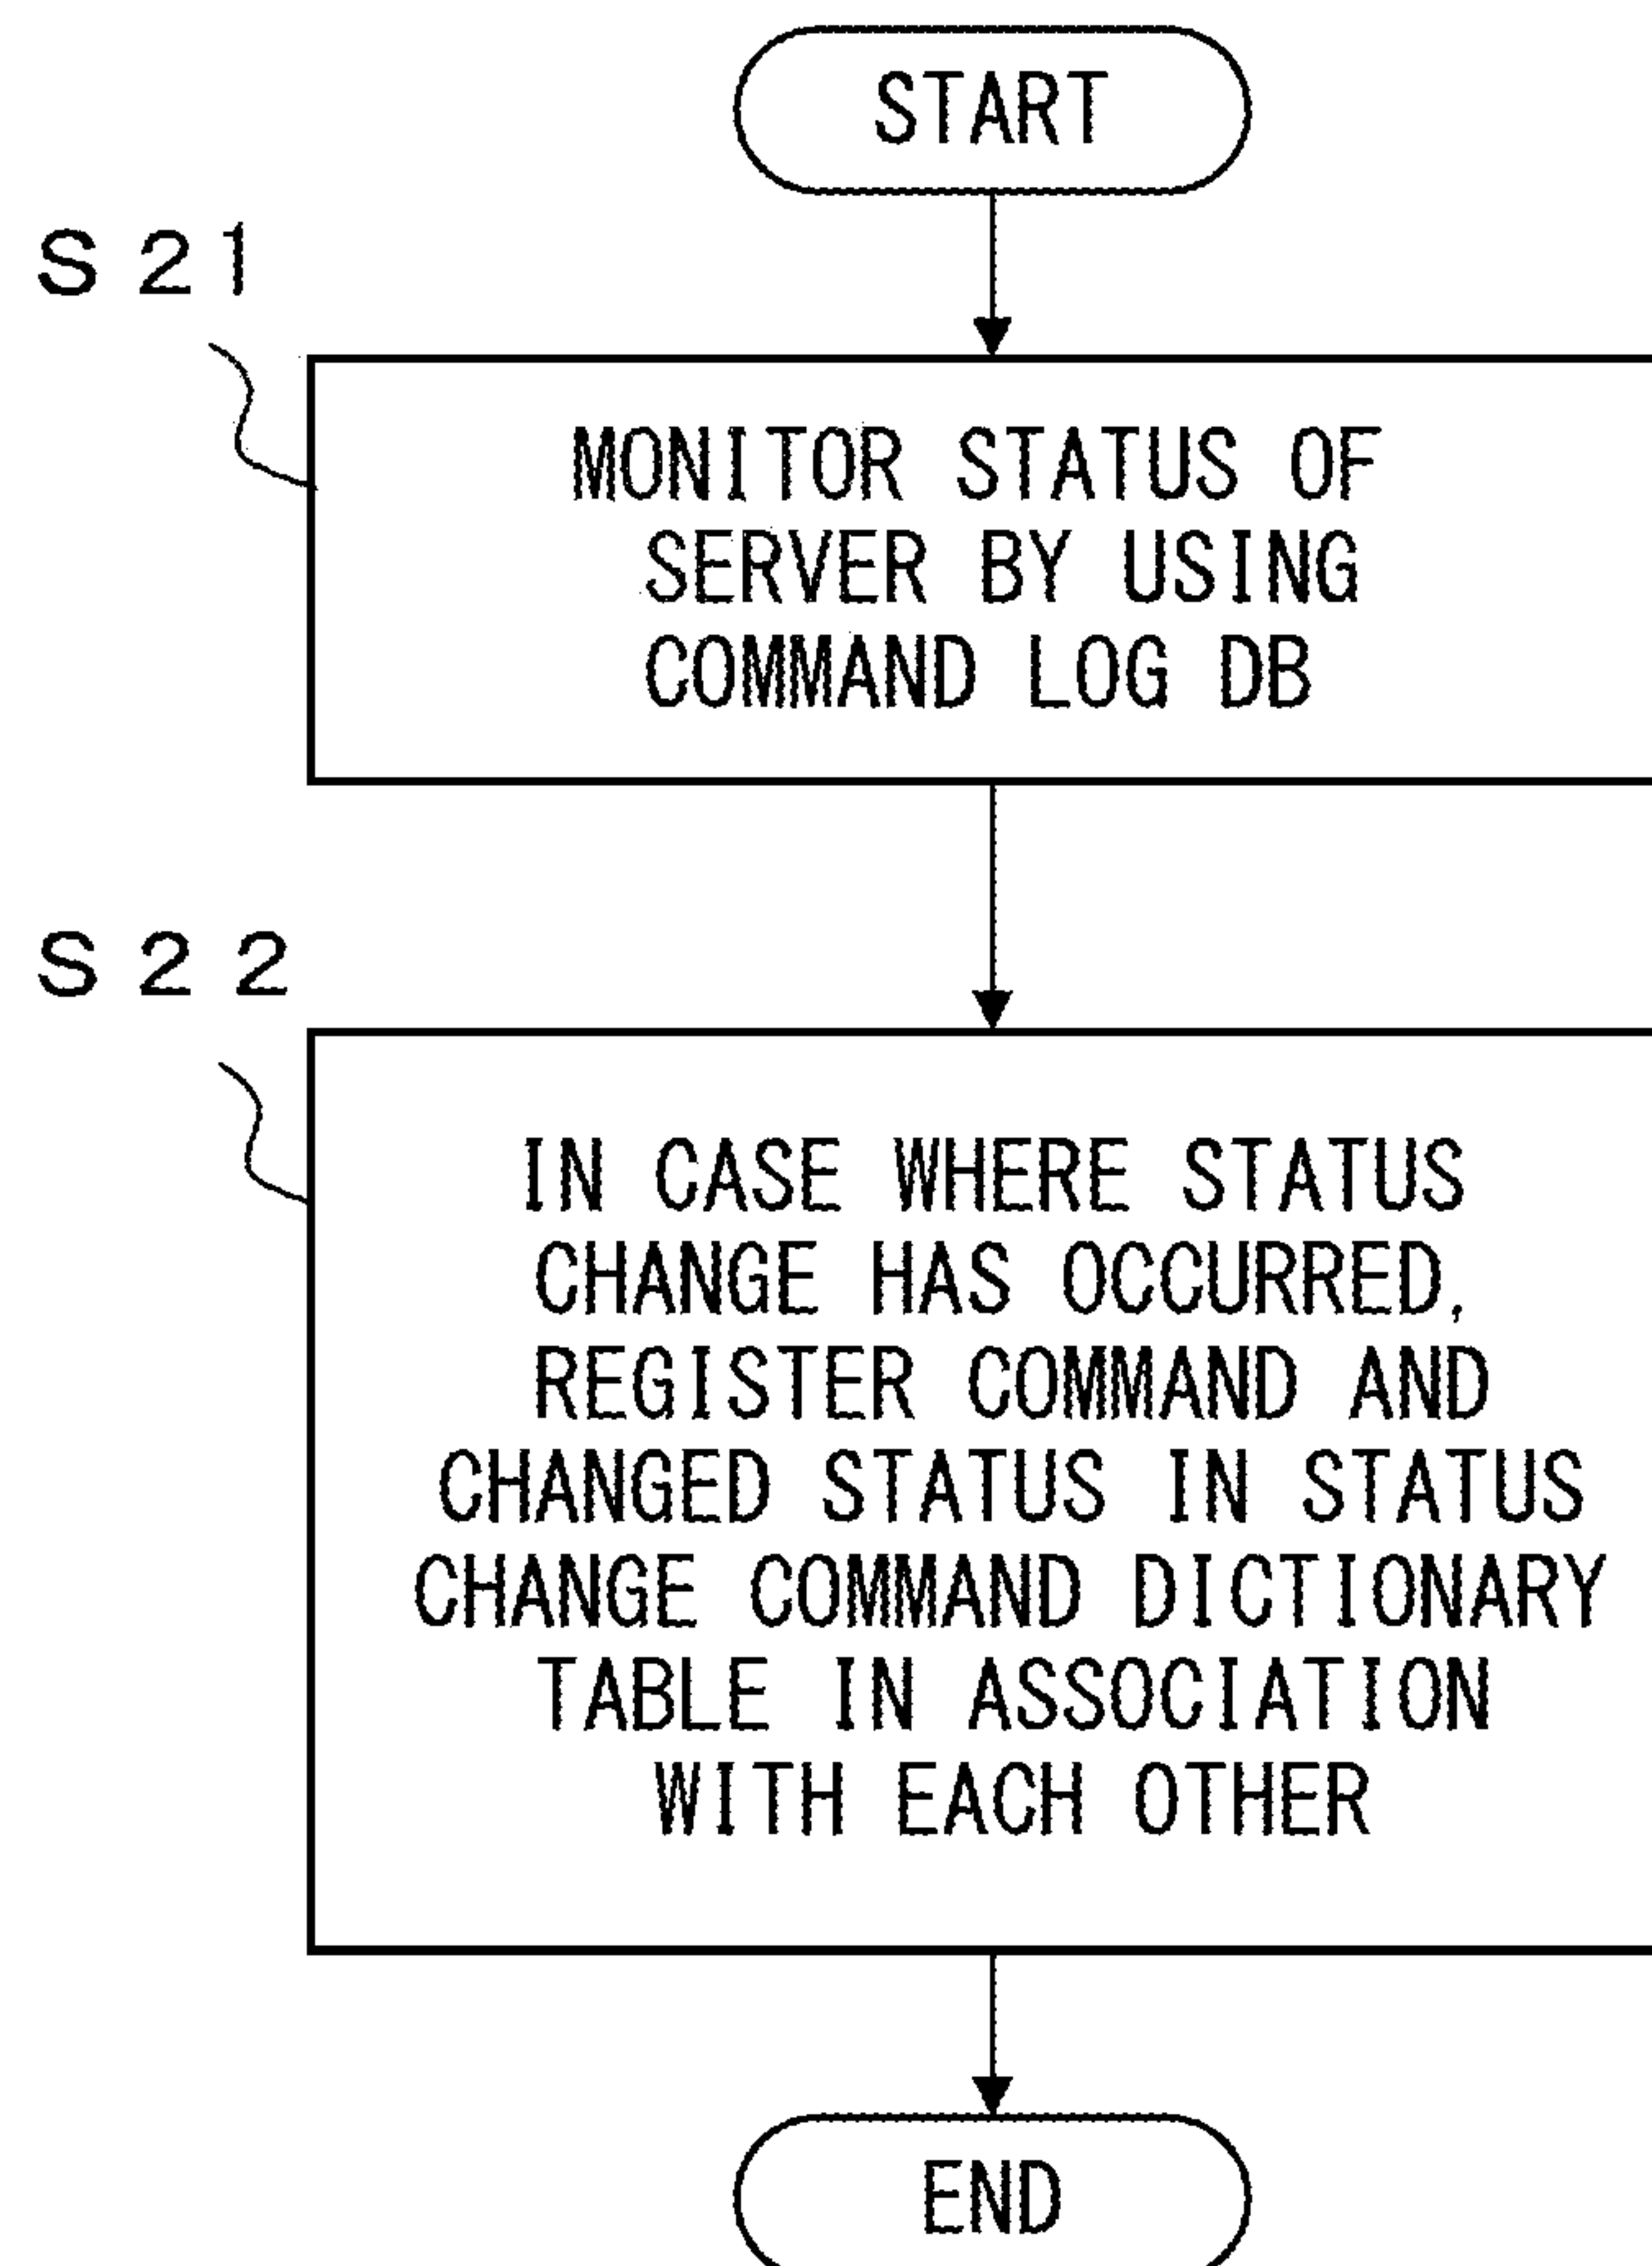 START
S21
MONITOR STATUS OF
SERVER BY USING
COMMAND LOG DB
S22
IN CASE WHERE STATUS
CHANGE HAS OCCURRED,
REGISTER COMMAND AND
CHANGED STATUS IN STATUS
CHANGE COMMAND DICTIONARY
TABLE IN ASSOCIATION
WITH EACH OTHER
END